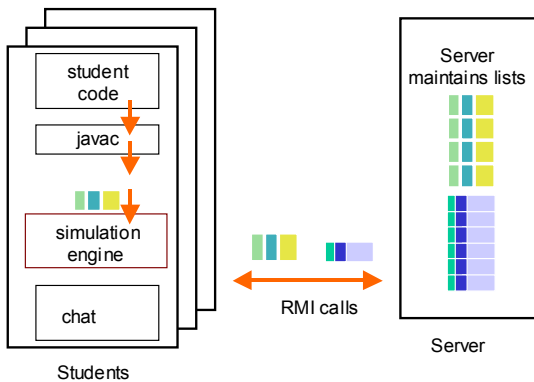 student
code
javac
simulation
engine
chat
Students
RMI calls
Server
maintains lists
Server